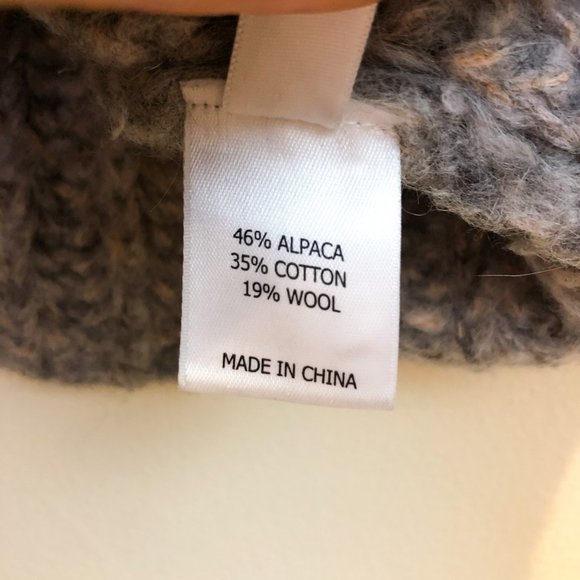 46% ALPACA
35% COTTON
19% WOOL
MADE IN CHINA